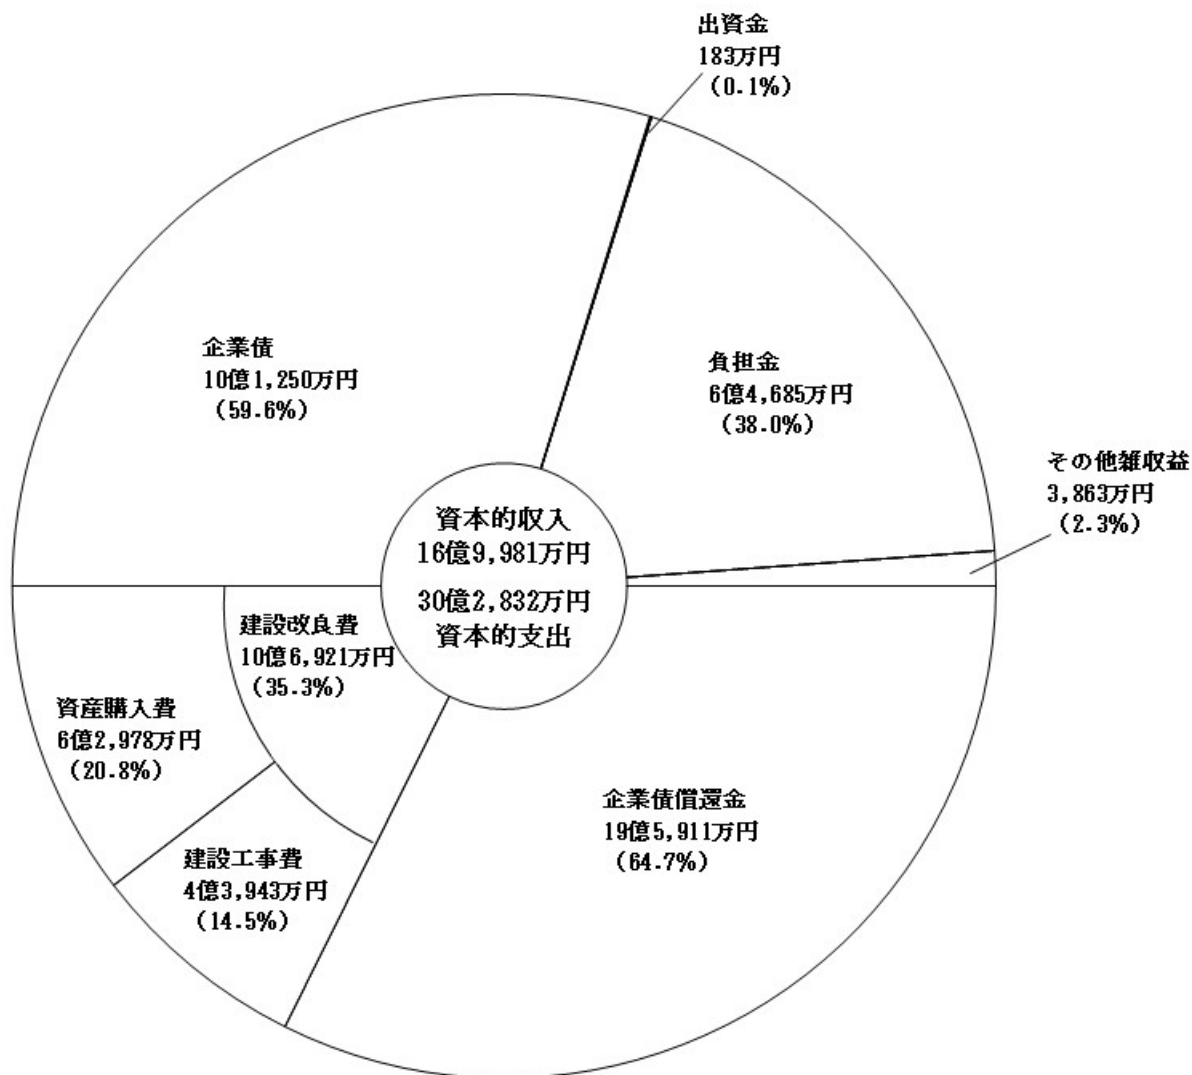 出資金
183万円
(0.1%)
企業債
10億1,250万円
(59.6%)
負担金
6億4,685万円
(38.0%)
その他雑収益
3,863万円
(2.3%)
資本的収入
16億9,981万円
30億2,832万円
資本的支出
建設改良費
10億6,921万円
(35.3%)
資産購入費
6億2,978万円
(20.8%)
建設工事費
4億3,943万円
(14.5%)
企業債償還金
19億5,911万円
(64.7%)